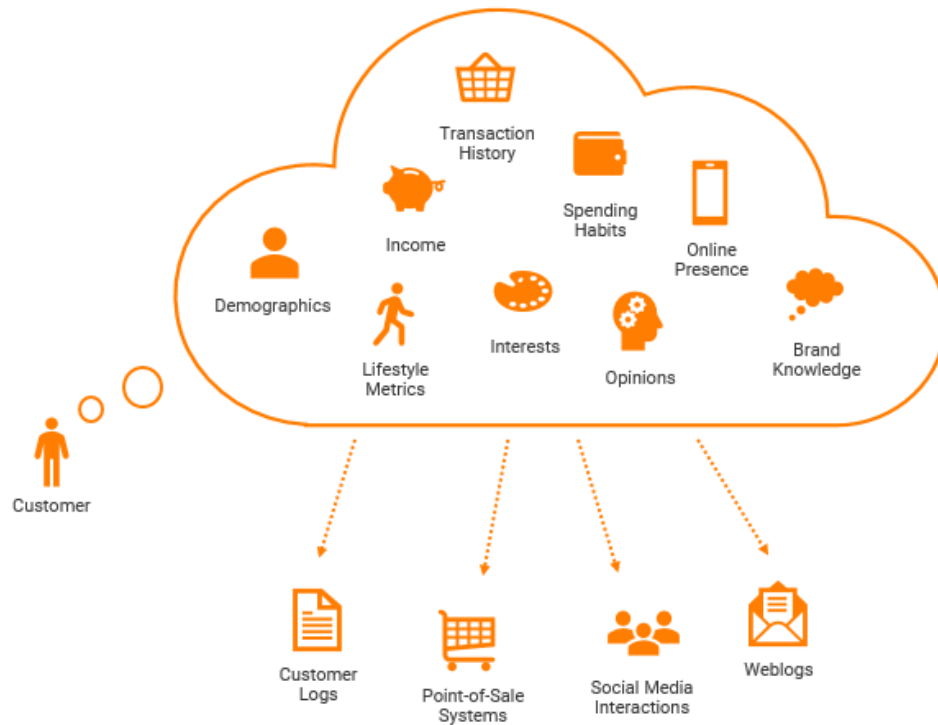 Transaction
History
Spending
Habits
Income
Online
Presence
Demographics
Interests
Lifestyle
Metrics
Opinions
Brand
Knowledge
Customer
Customer
Logs
Point-of-Sale
Systems
Social Media
Interactions
Weblogs